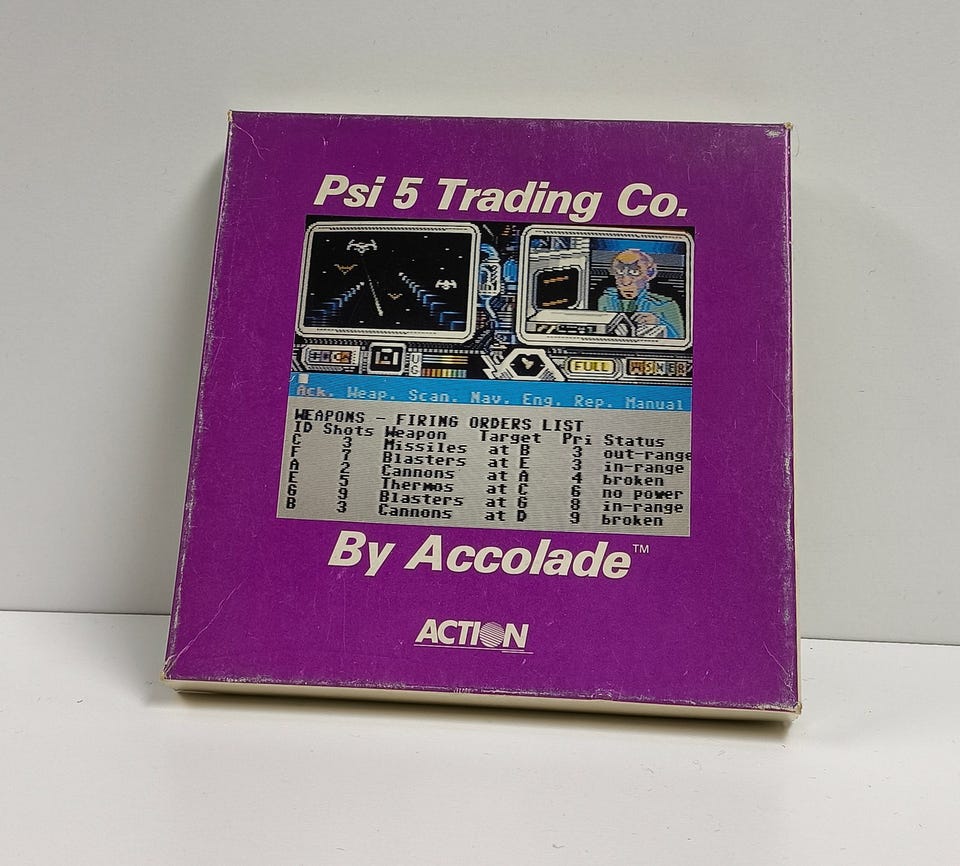 Psi 5 Trading Co.
FULL
Ack. Weap. Scan. Nav. Eng. Rep. Manual
WEAPONS - FIRING ORDERS LIST
ID Shots Weapon Target Pri Status
C 3 Missiles at B 3 out-range
F 7 Blasters at E 3 in-range
A 2 Cannons at A 4 broken
E 5 Thermos at C 6 no power
G 9 Blasters at G 8 in-range
B 3 Cannons at D 9 broken
By Accolade™
ACTION